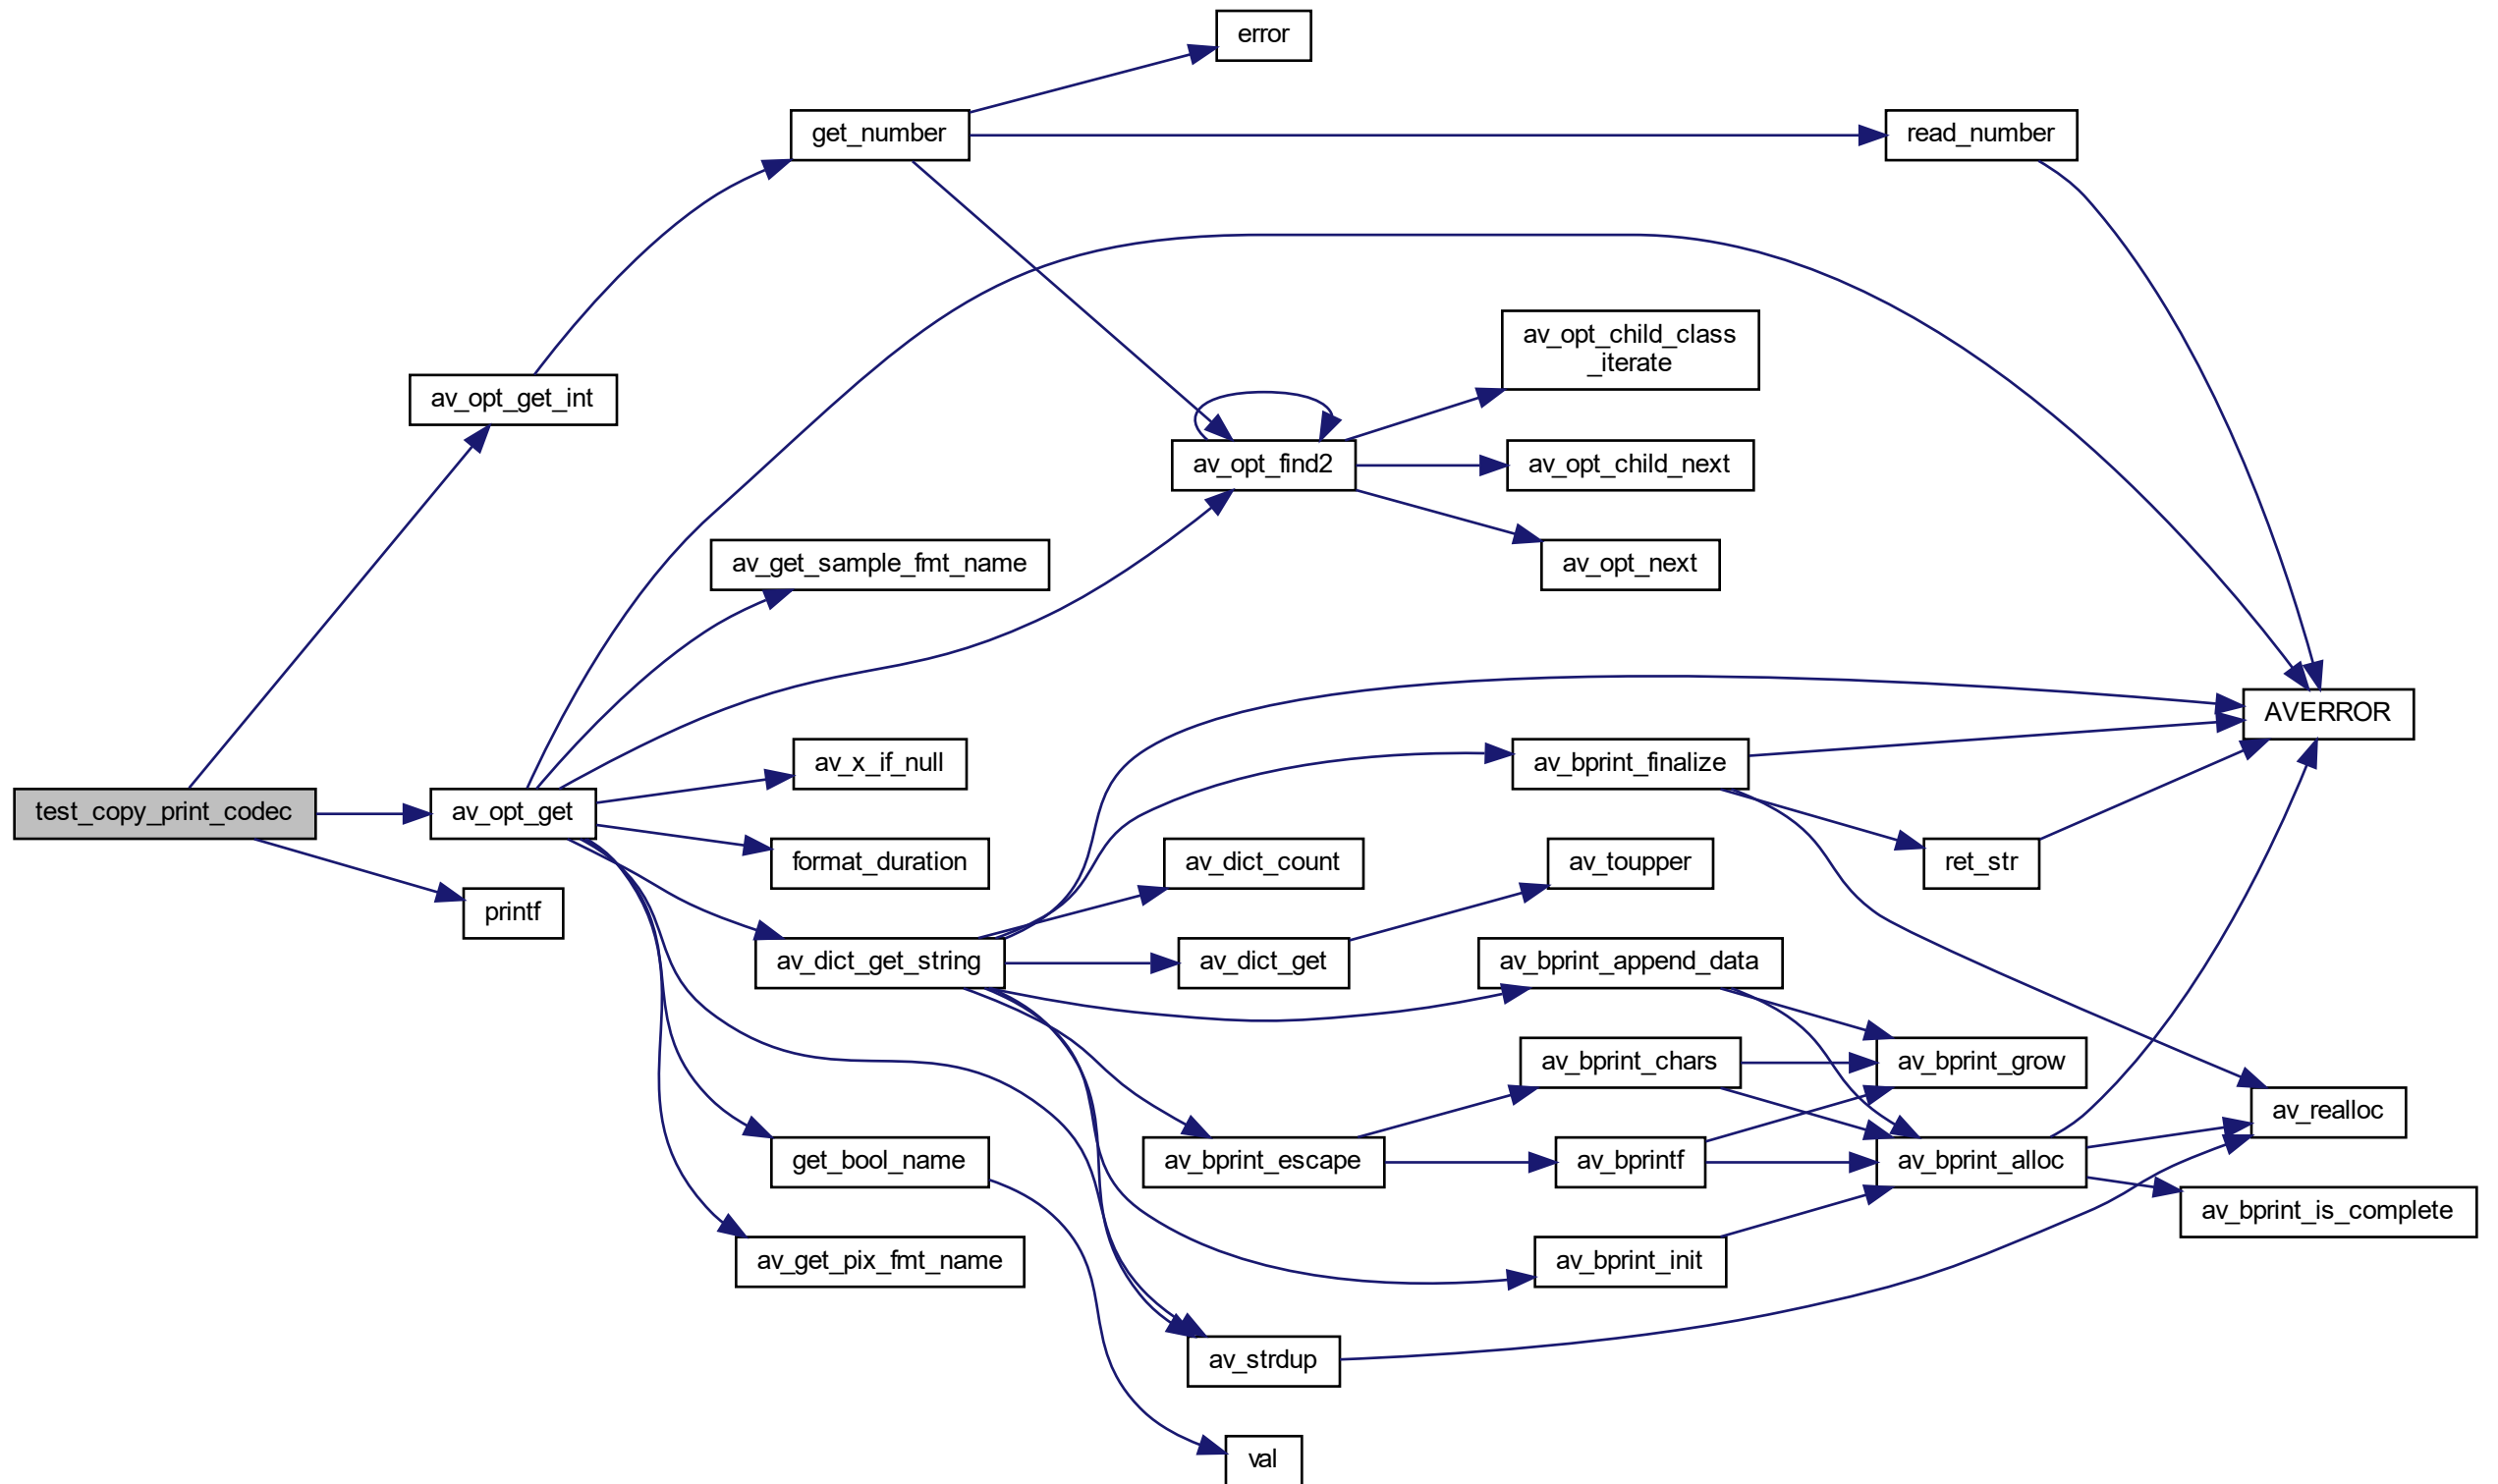 error
get_number
read_number
av_opt_child_class
_iterate
av_opt_get_int
av_opt_find2
av_opt_child_next
av_get_sample_fmt_name
av_opt_next
AVERROR
av_x_if_null
av_bprint_finalize
test_copy_print_codec
av_opt_get
format_duration
av_dict_count
av_toupper
ret_str
printf
av_dict_get_string
av_dict_get
av_bprint_append_data
av_bprint_chars
av_bprint_grow
av_realloc
get_bool_name
av_bprint_escape
av_bprintf
av_bprint_alloc
av_bprint_is_complete
av_get_pix_fmt_name
av_bprint_init
av_strdup
val